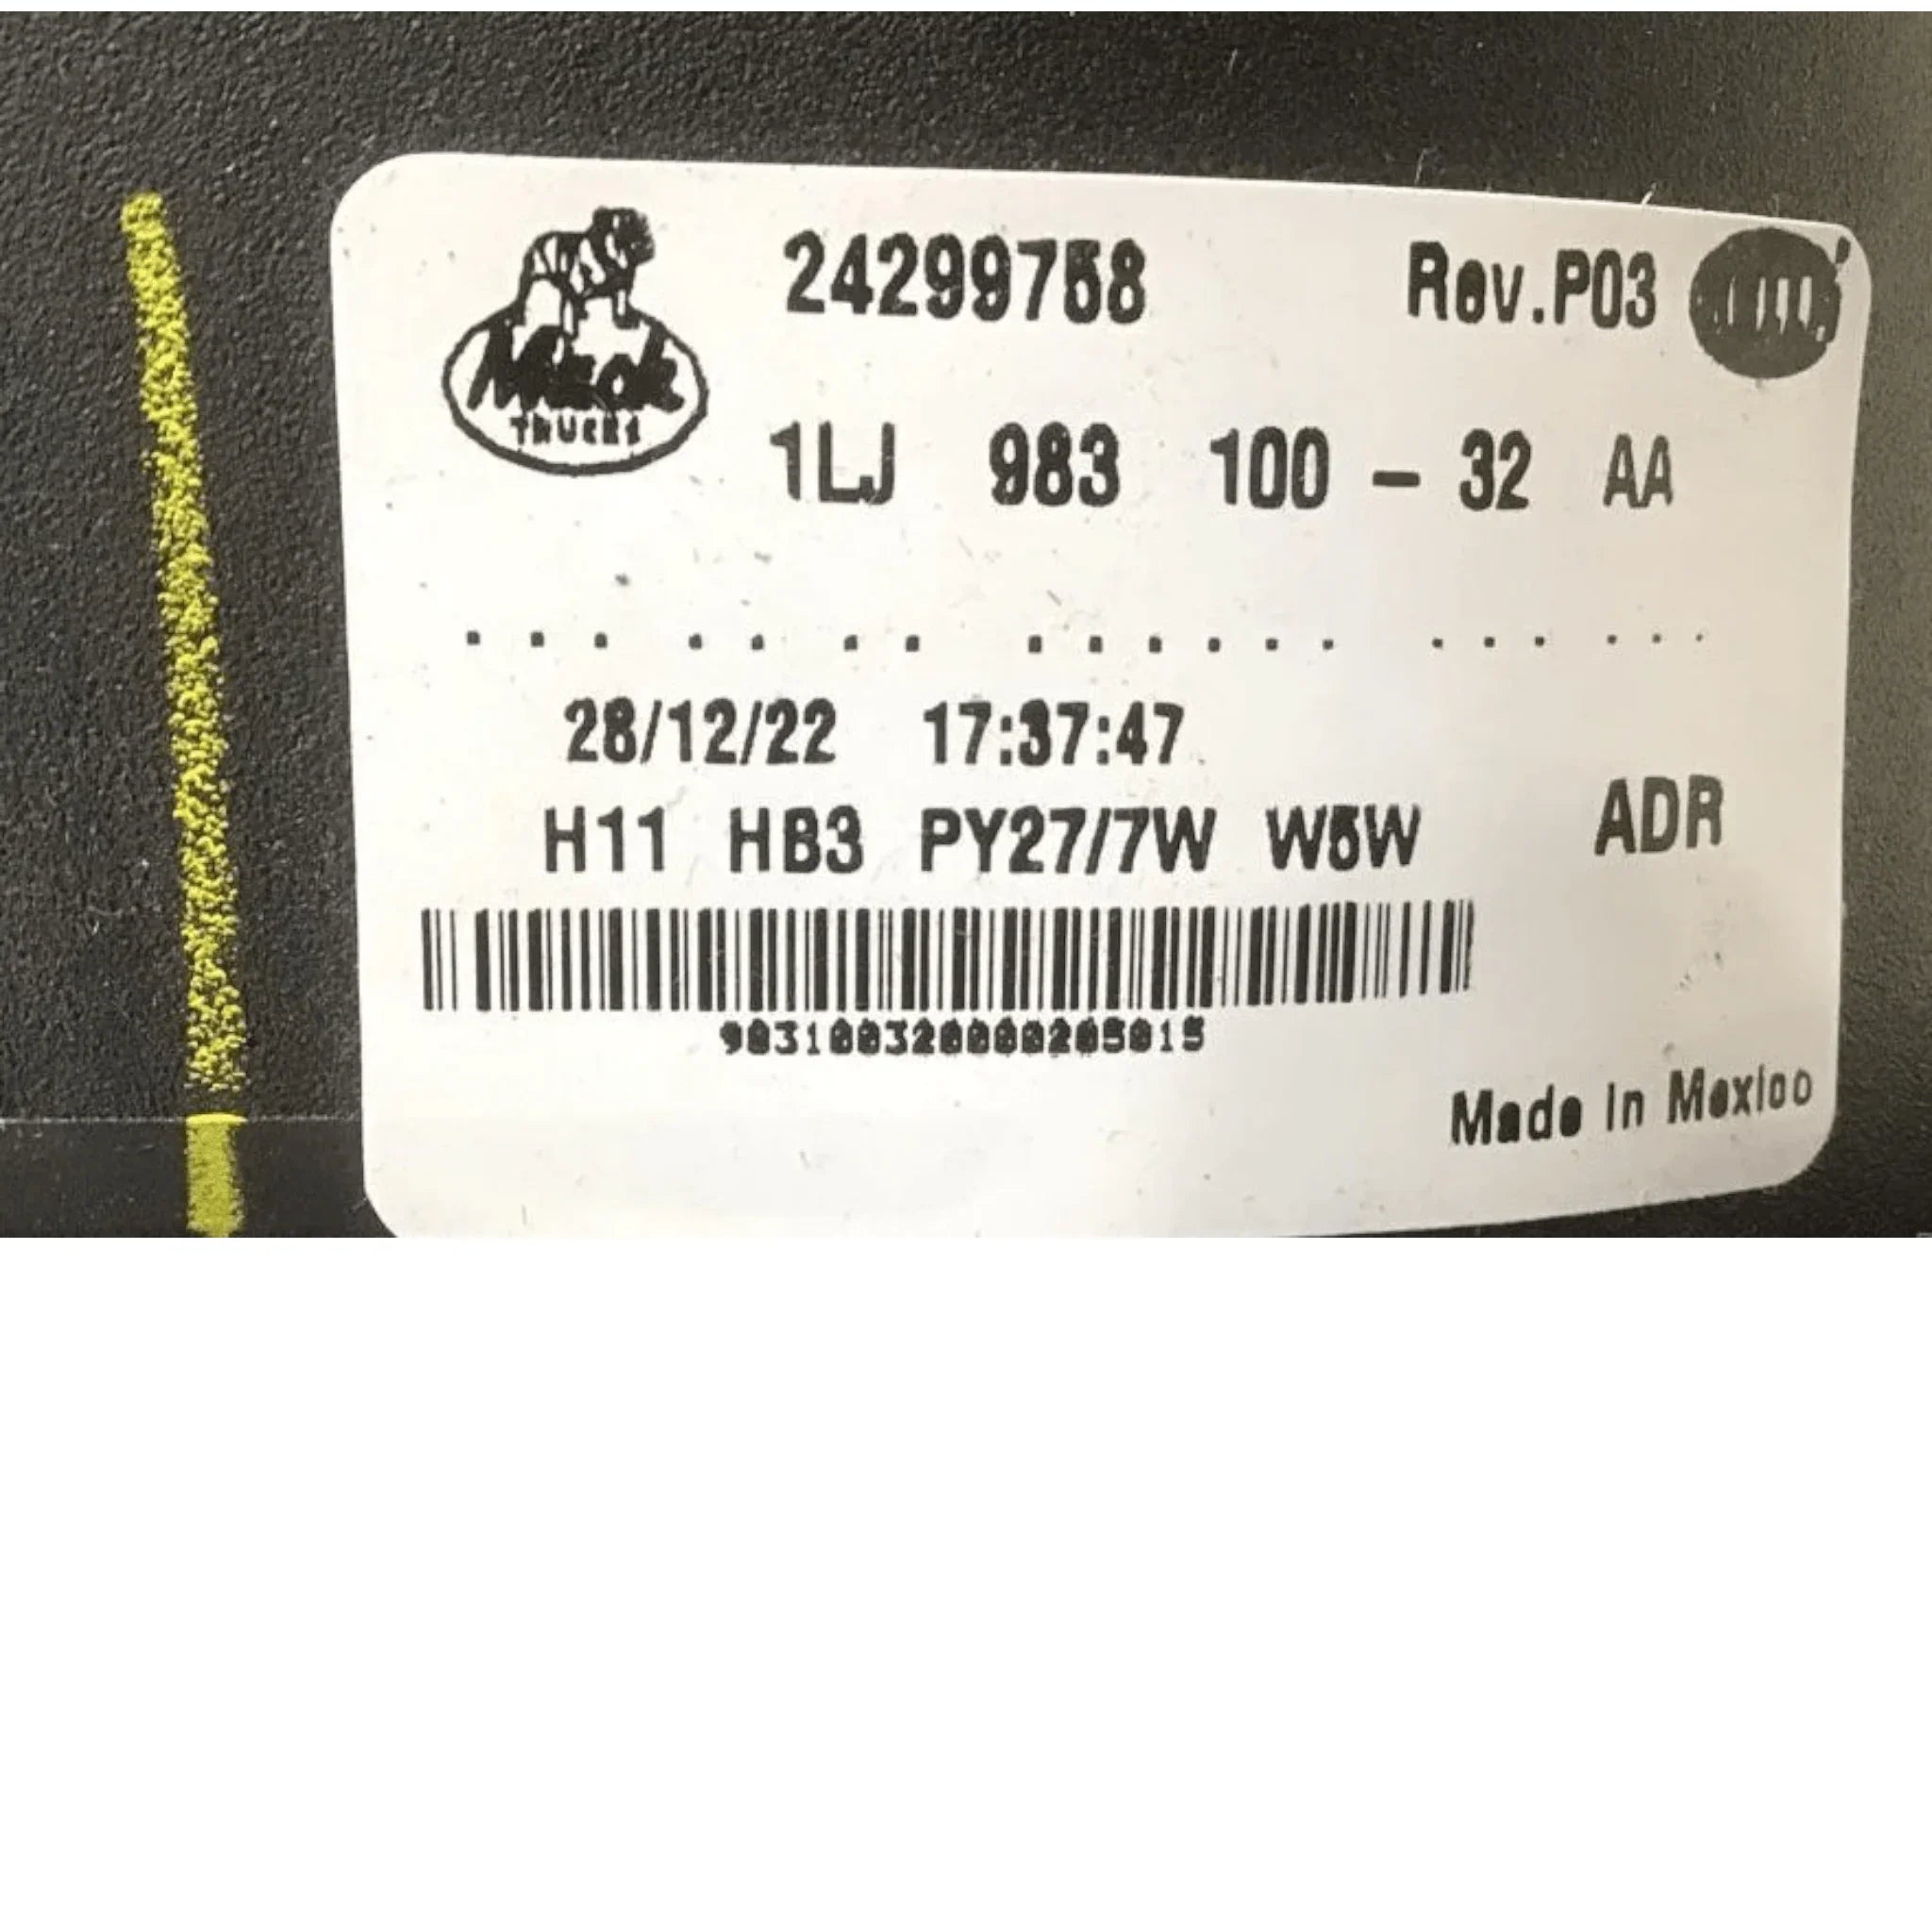 24299758 Rev.P03
Mack
TRUCKS
1LJ 983 100 - 32 AA
... .. .. ...... ... ....
28/12/22 17:37:47
H11 HB3 PY27/7W W5W ADR
Made in Mexico